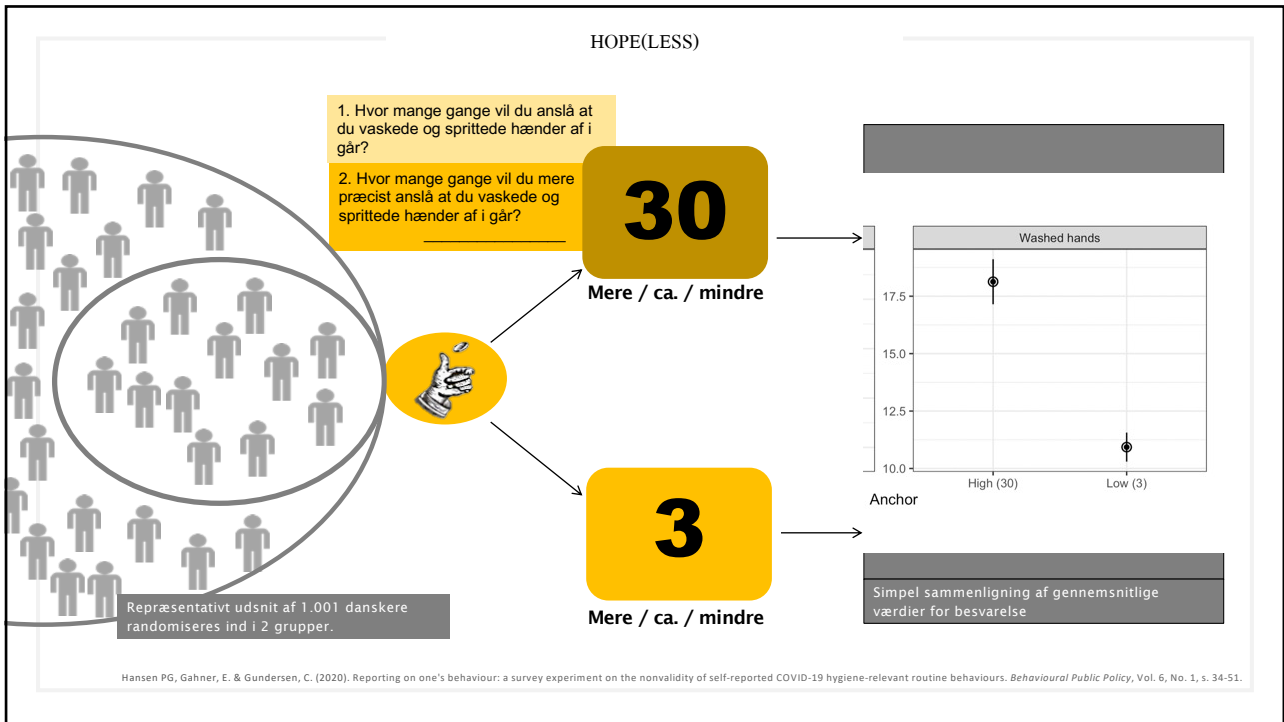 HOPE(LESS)
1. Hvor mange gange vil du anslå at
du vaskede og sprittede hænder af i
går?
2. Hvor mange gange vil du mere
præcist anslå at du vaskede og
sprittede hænder af i går?
________________
30
Mere / ca. / mindre
3
Mere / ca. / mindre
Washed hands
17.5
15.0
12.5
10.0
High (30)
Low (3)
Anchor
Simpel sammenligning af gennemsnitlige
værdier for besvarelse
Repræsentativt udsnit af 1.001 danskere
randomiseres ind i 2 grupper.
Hansen PG, Gahner, E. & Gundersen, C. (2020). Reporting on one's behaviour: a survey experiment on the nonvalidity of self-reported COVID-19 hygiene-relevant routine behaviours. Behavioural Public Policy, Vol. 6, No. 1, s. 34-51.